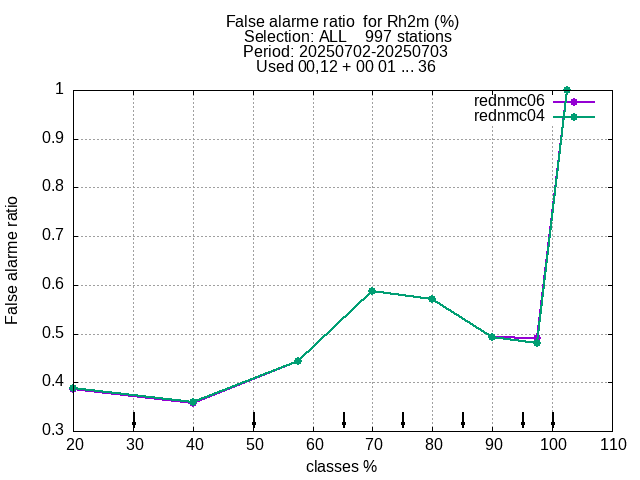 False alarme ratio  for Rh2m (%)
Selection: ALL    997 stations
Period: 20250702-20250703
Used 00,12 + 00 01 ... 36
rednmc06
rednmc04
False alarme ratio
1
0.9
0.8
0.7
0.6
0.5
0.4
0.3
20 30 40 50 60 70 80 90 100 110
classes %